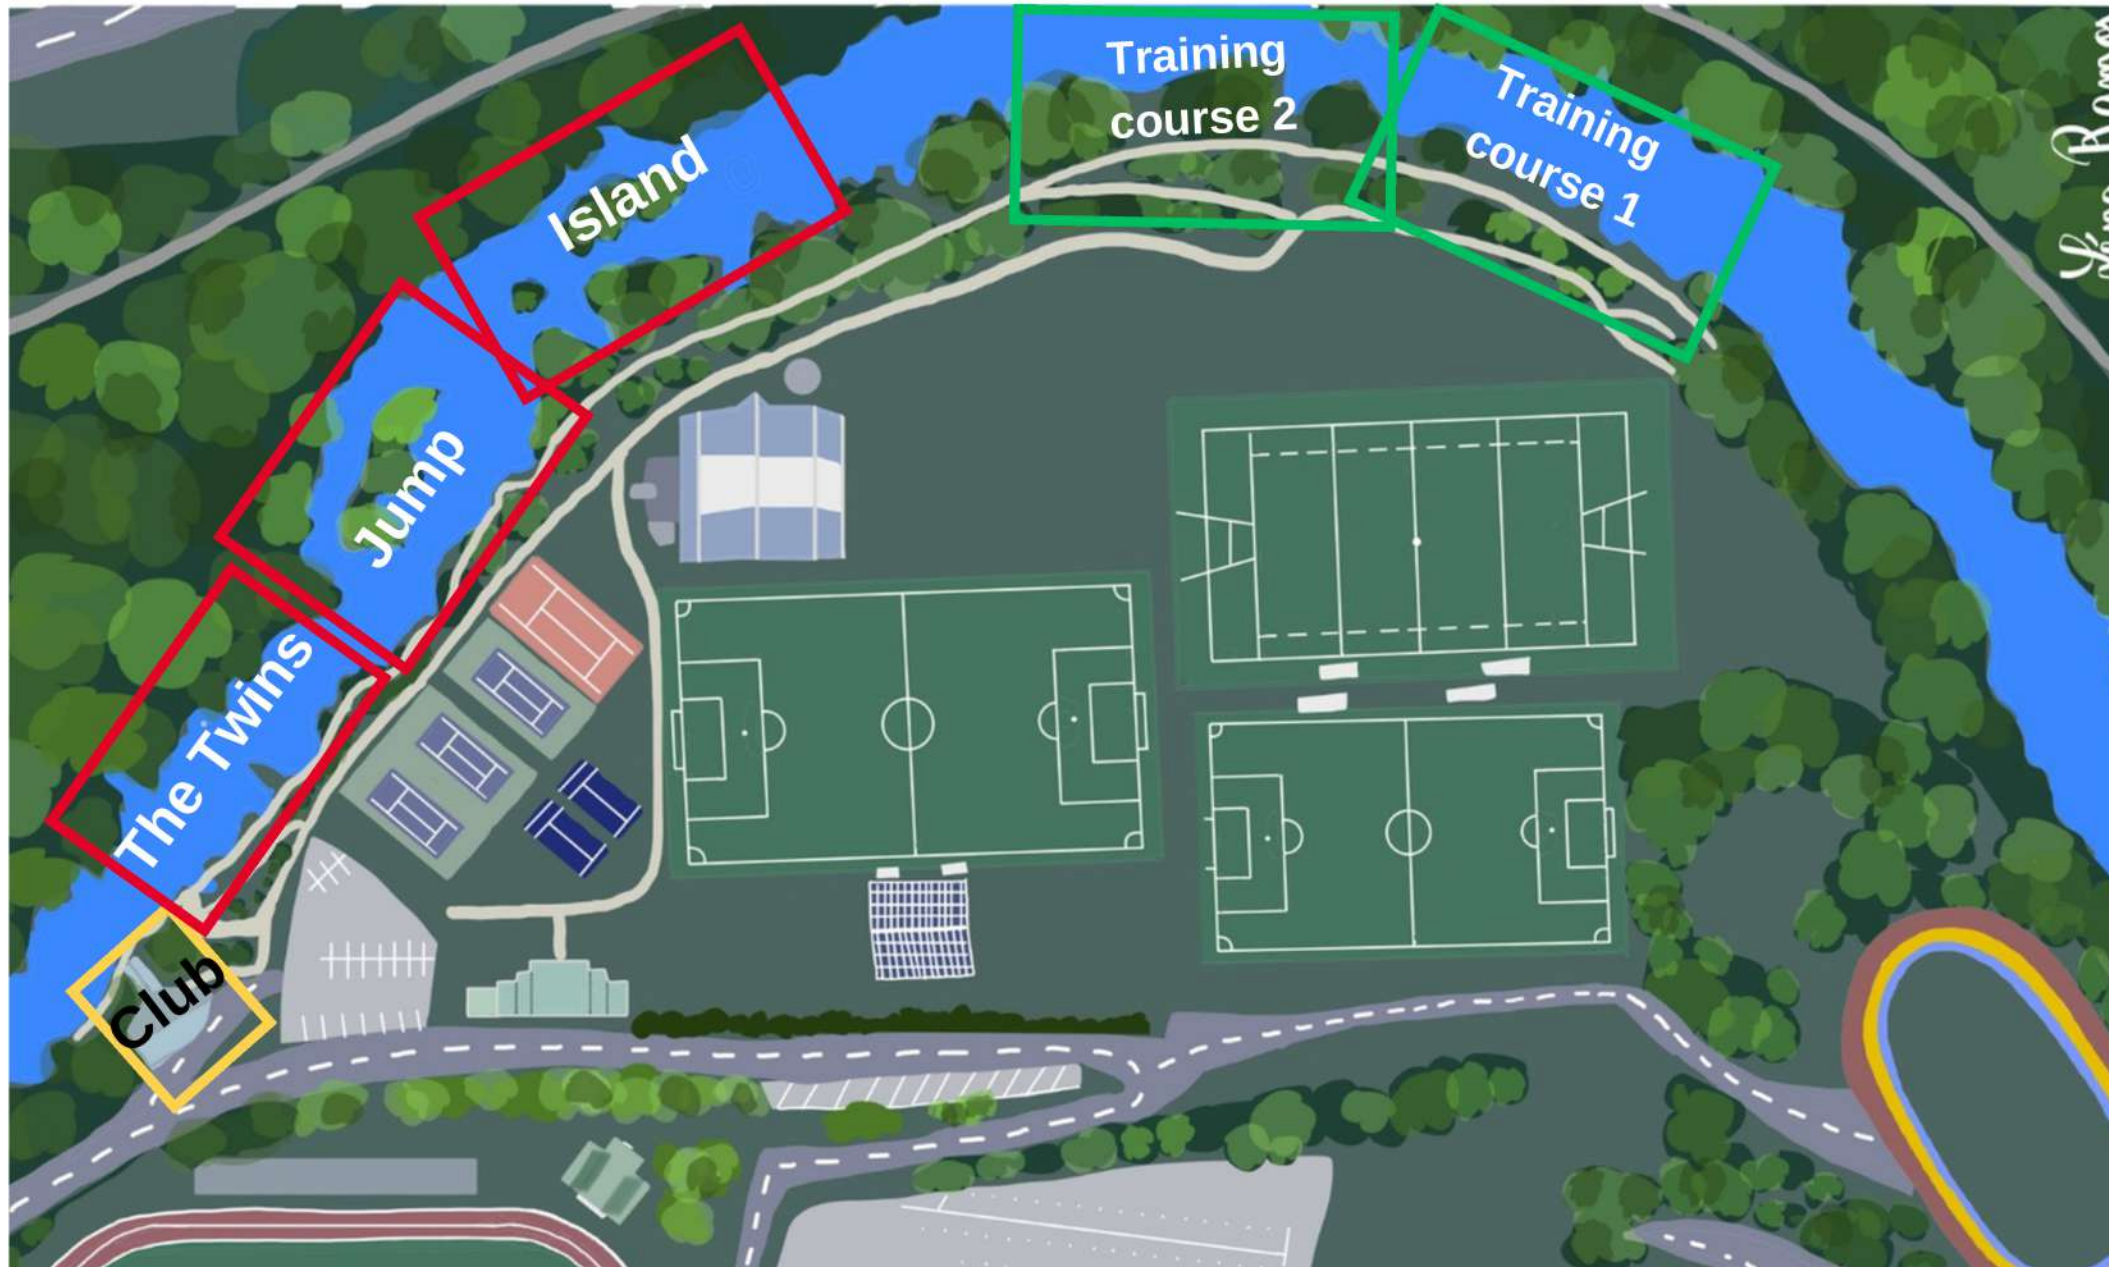 Training
course 2
Training
course 1
Island
Jump
The Twins
Club